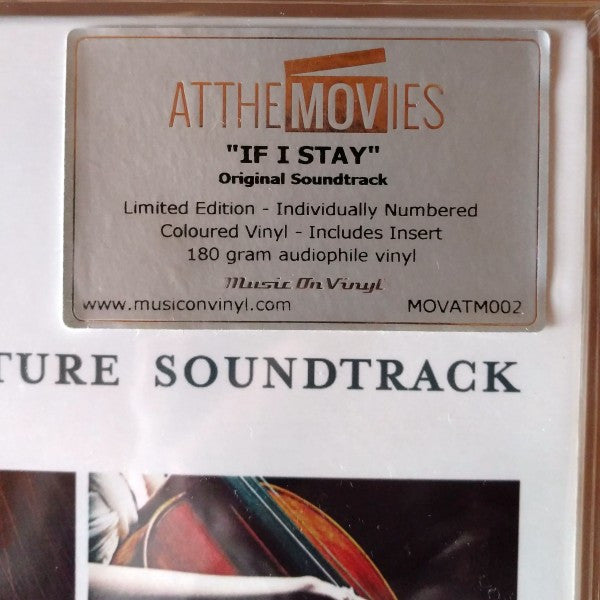 ATTHEMOVIES
"IF I STAY"
Original Soundtrack
Limited Edition - Individually Numbered
Coloured Vinyl - Includes Insert
180 gram audiophile vinyl
Music On Vinyl
www.musiconvinyl.com MOVATM002
TURE SOUNDTRACK